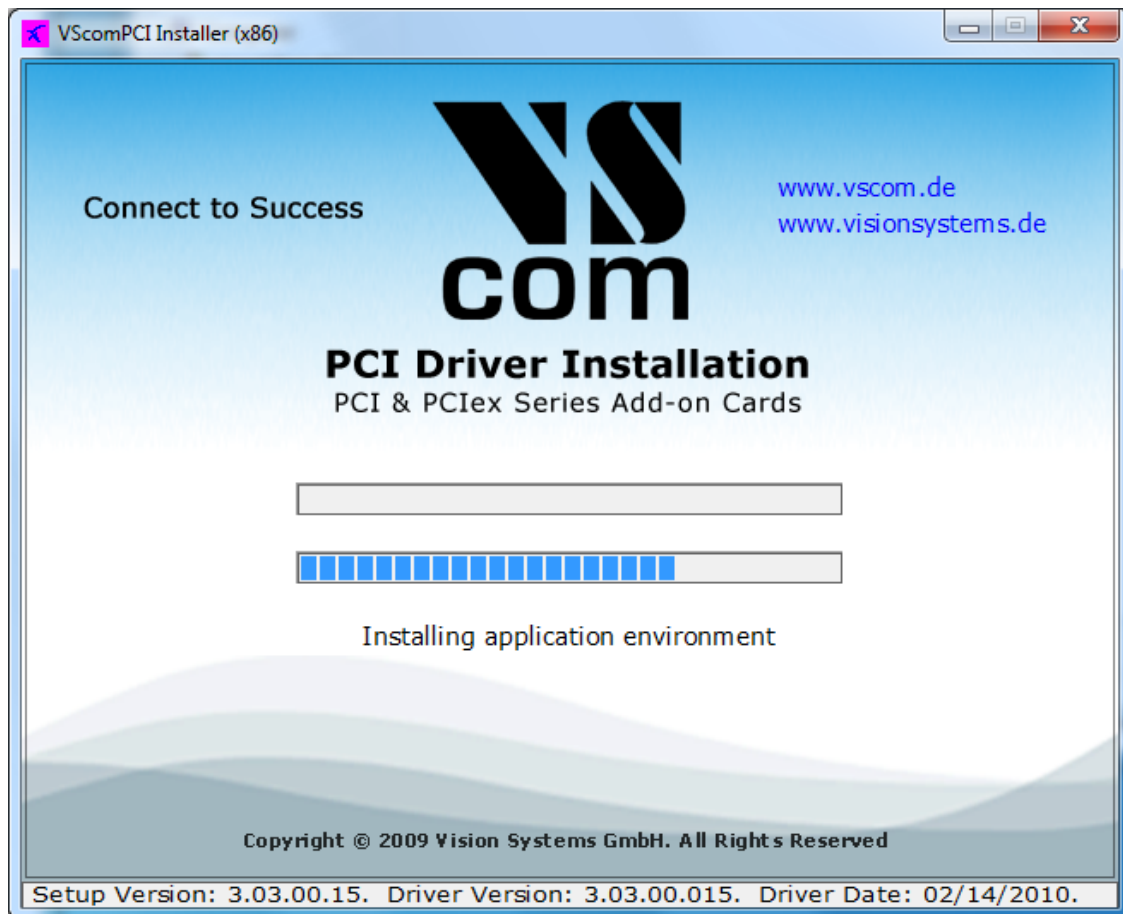 VScomPCI Installer (x86)
Connect to Success
VS
com
www.vscom.de
www.visionsystems.de
PCI Driver Installation
PCI & PCIex Series Add-on Cards
Installing application environment
Copyright © 2009 Vision Systems GmbH. All Rights Reserved
Setup Version: 3.03.00.15. Driver Version: 3.03.00.015. Driver Date: 02/14/2010.